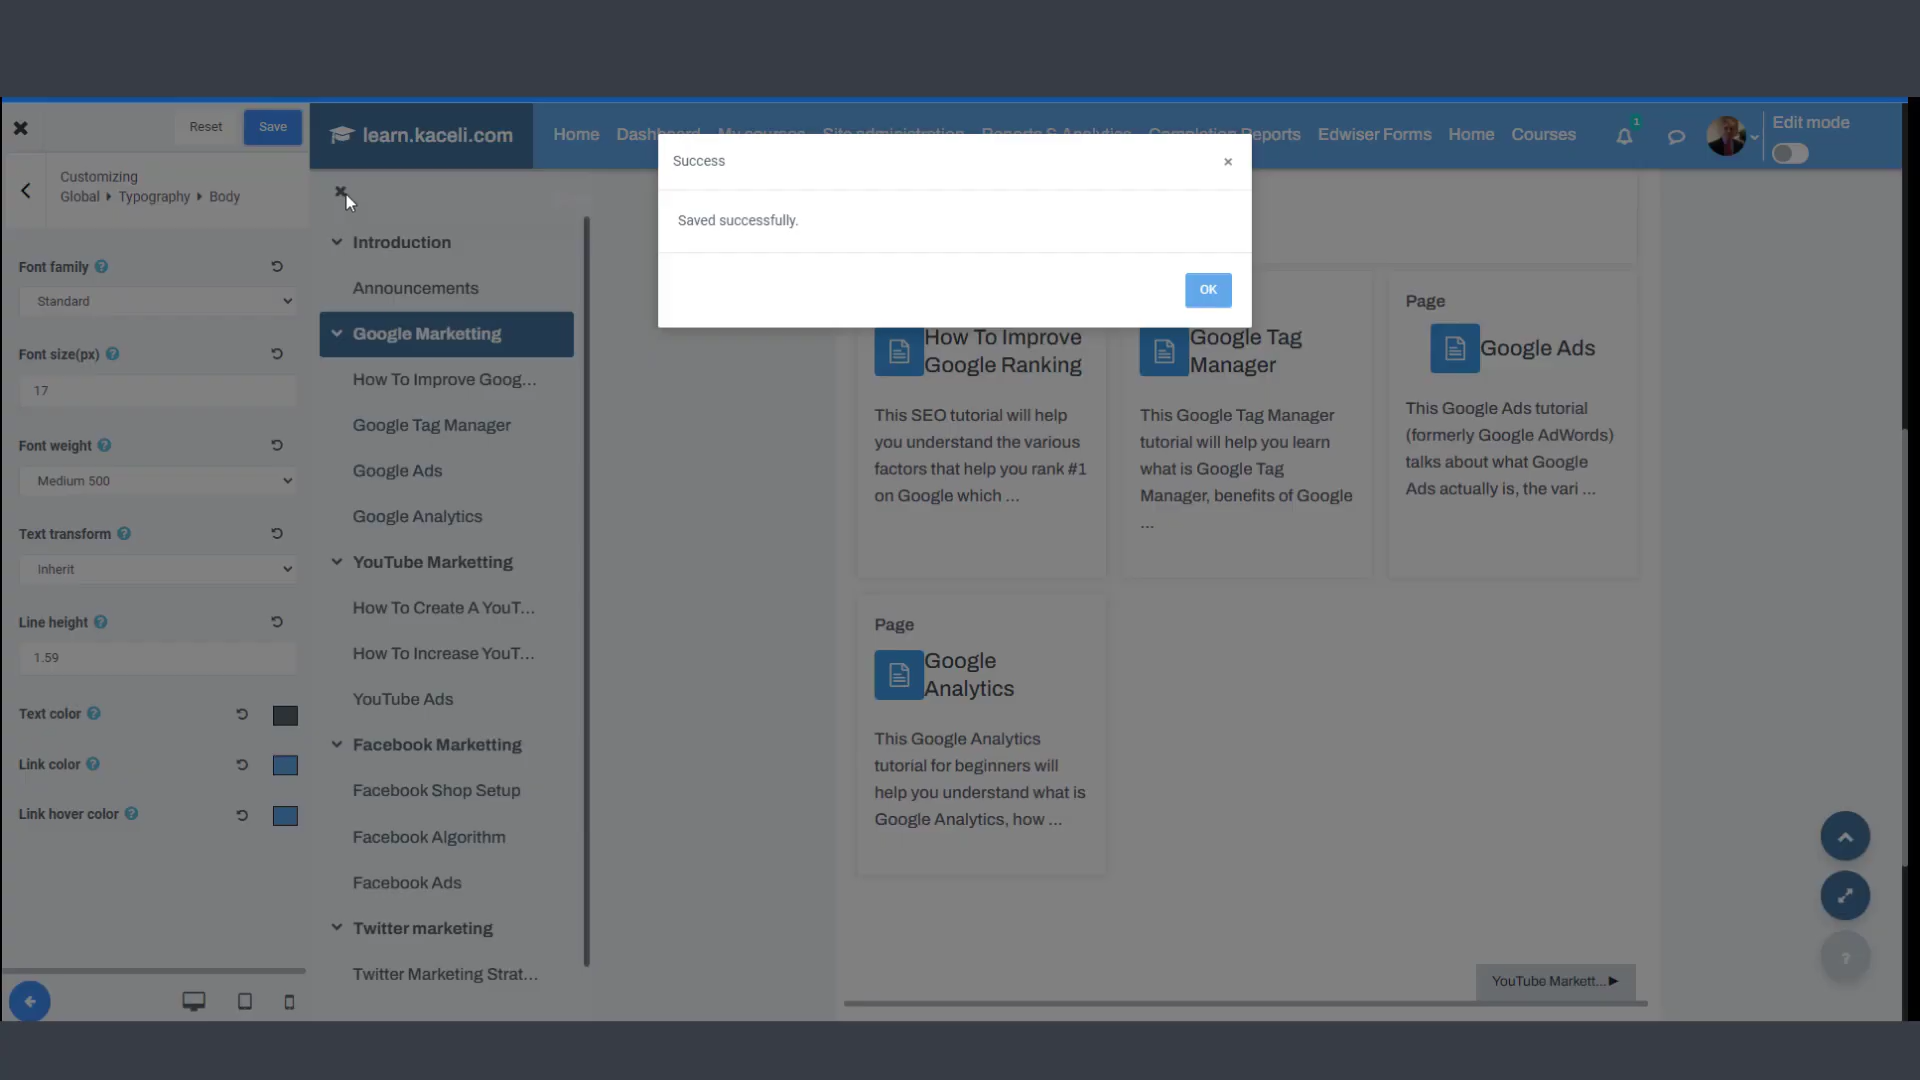 Reset
Save
Customizing
Global ▸ Typography ▸ Body
Font family
Standard
Font size(px)
17
Font weight
Medium 500
Text transform
Inherit
Line height
1.59
Text color
Link color
Link hover color
learn.kaceli.com
Home
Dashboard
My courses
Site administration
Reports & Analytics
Completion Reports
Edwiser Forms
Home
Courses
1
Edit mode
Introduction
Announcements
Google Marketting
How To Improve Goog...
Google Tag Manager
Google Ads
Google Analytics
YouTube Marketting
How To Create A YouT...
How To Increase YouT...
YouTube Ads
Facebook Marketting
Facebook Shop Setup
Facebook Algorithm
Facebook Ads
Twitter marketing
Twitter Marketing Strat...
Success
×
Saved successfully.
OK
How To Improve
Google Ranking
This SEO tutorial will help
you understand the various
factors that help you rank #1
on Google which ...
Google Tag
Manager
This Google Tag Manager
tutorial will help you learn
what is Google Tag
Manager, benefits of Google
...
Page
Google Ads
This Google Ads tutorial
(formerly Google AdWords)
talks about what Google
Ads actually is, the vari ...
Page
Google
Analytics
This Google Analytics
tutorial for beginners will
help you understand what is
Google Analytics, how ...
?
YouTube Markett...►